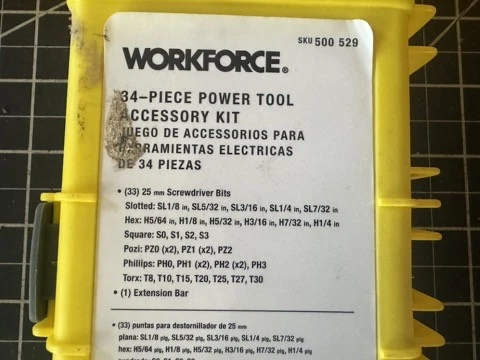 SKU 500 529
WORKFORCE®
34-PIECE POWER TOOL
ACCESSORY KIT
JUEGO DE ACCESORIOS PARA
HERRAMIENTAS ELECTRICAS
DE 34 PIEZAS
• (33) 25 mm Screwdriver Bits
Slotted: SL1/8 in, SL5/32 in, SL3/16 in, SL1/4 in, SL7/32 in
Hex: H5/64 in, H1/8 in, H5/32 in, H3/16 in, H7/32 in, H1/4 in
Square: S0, S1, S2, S3
Pozi: PZ0 (x2), PZ1 (x2), PZ2
Phillips: PH0, PH1 (x2), PH2 (x2), PH3
Torx: T8, T10, T15, T20, T25, T27, T30
• (1) Extension Bar
• (33) puntas para destornillador de 25 mm
plana: SL1/8 plg, SL5/32 plg, SL3/16 plg, SL1/4 plg, SL7/32 plg
hex: H5/64 plg, H1/8 plg, H5/32 plg, H3/16 plg, H7/32 plg, H1/4 plg